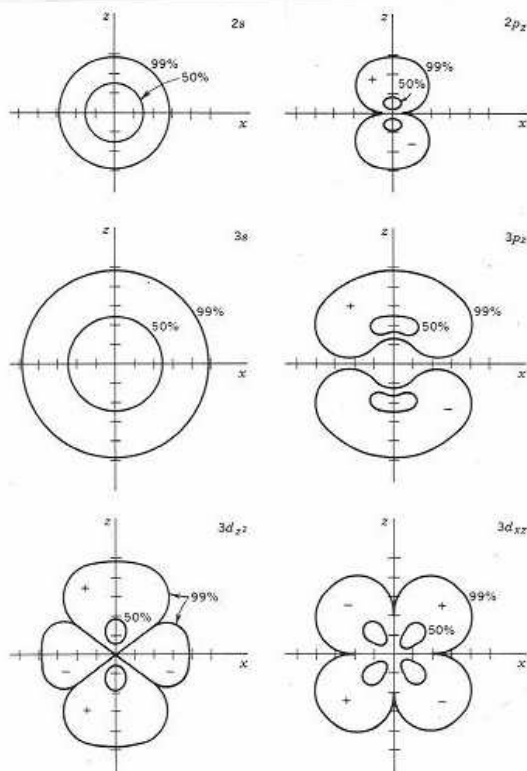 z 2s z 2pz
99%
50%
x
+
99%
50%
-
x
z 3s z 3pz
99%
50%
x
+
50%
99%
-
x
z 3dz² z 3dxz
+
50%
99%
-
-
+
x
-
+
99%
50%
+
-
x